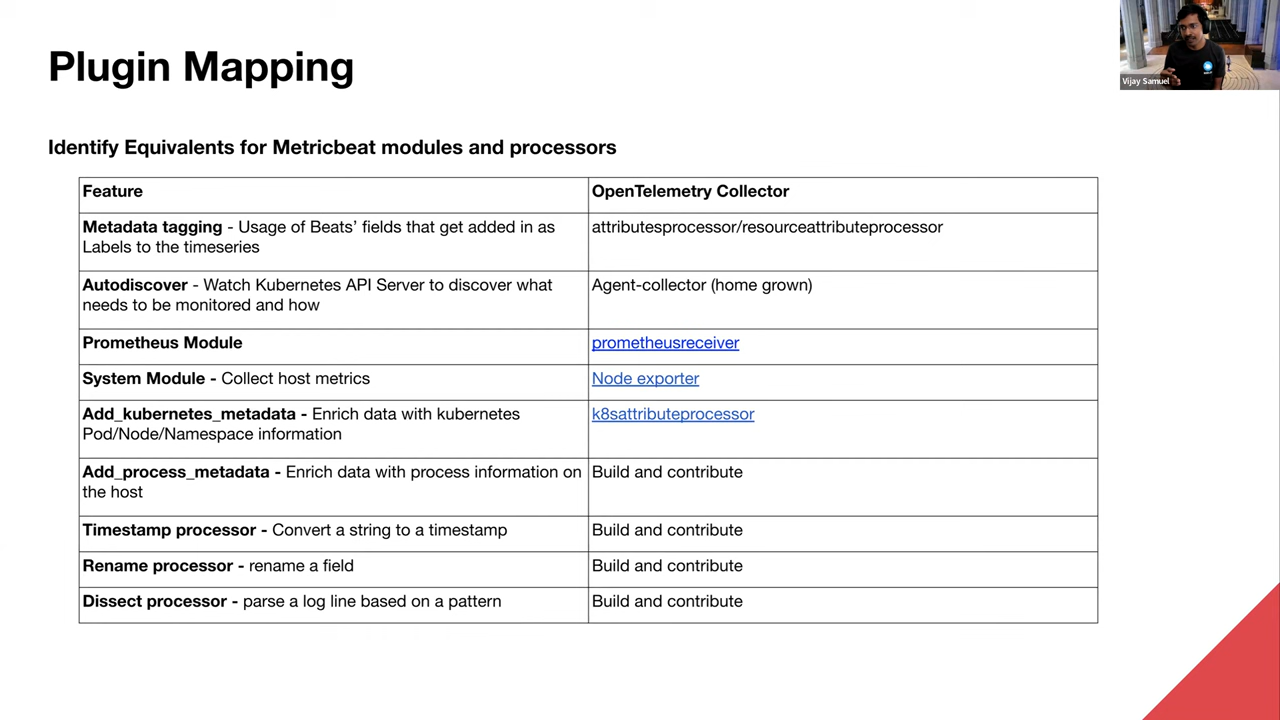 Plugin Mapping
Vijay Samuel
Identify Equivalents for Metricbeat modules and processors
Feature
OpenTelemetry Collector
Metadata tagging - Usage of Beats’ fields that get added in as
Labels to the timeseries
attributesprocessor/resourceattributeprocessor
Autodiscover - Watch Kubernetes API Server to discover what
needs to be monitored and how
Agent-collector (home grown)
Prometheus Module
prometheusreceiver
System Module - Collect host metrics
Node exporter
Add_kubernetes_metadata - Enrich data with kubernetes
Pod/Node/Namespace information
k8sattributeprocessor
Add_process_metadata - Enrich data with process information on
the host
Build and contribute
Timestamp processor - Convert a string to a timestamp
Build and contribute
Rename processor - rename a field
Build and contribute
Dissect processor - parse a log line based on a pattern
Build and contribute